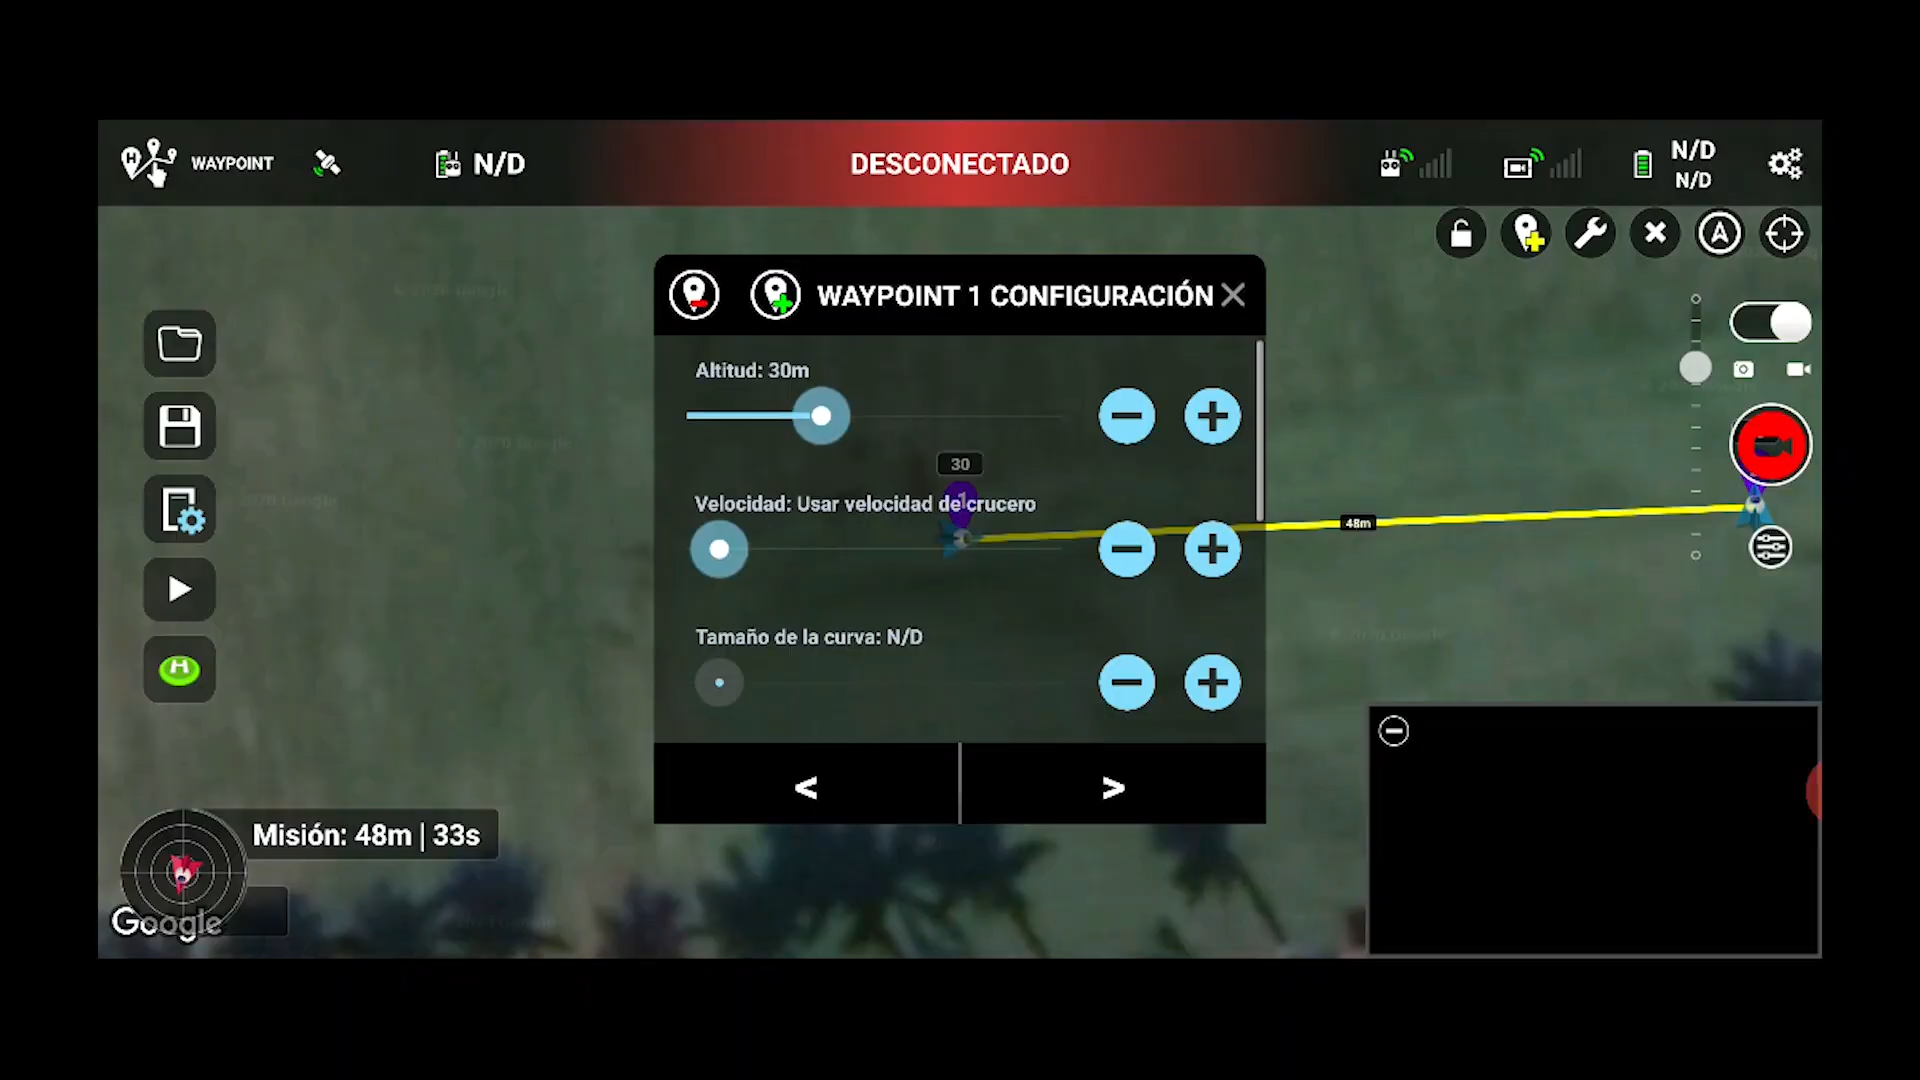 WAYPOINT
N/D
DESCONECTADO
N/D
N/D
WAYPOINT 1 CONFIGURACIÓN
Altitud: 30m
30
1
Velocidad: Usar velocidad de crucero
48m
Tamaño de la curva: N/D
<
>
Misión: 48m | 33s
Google